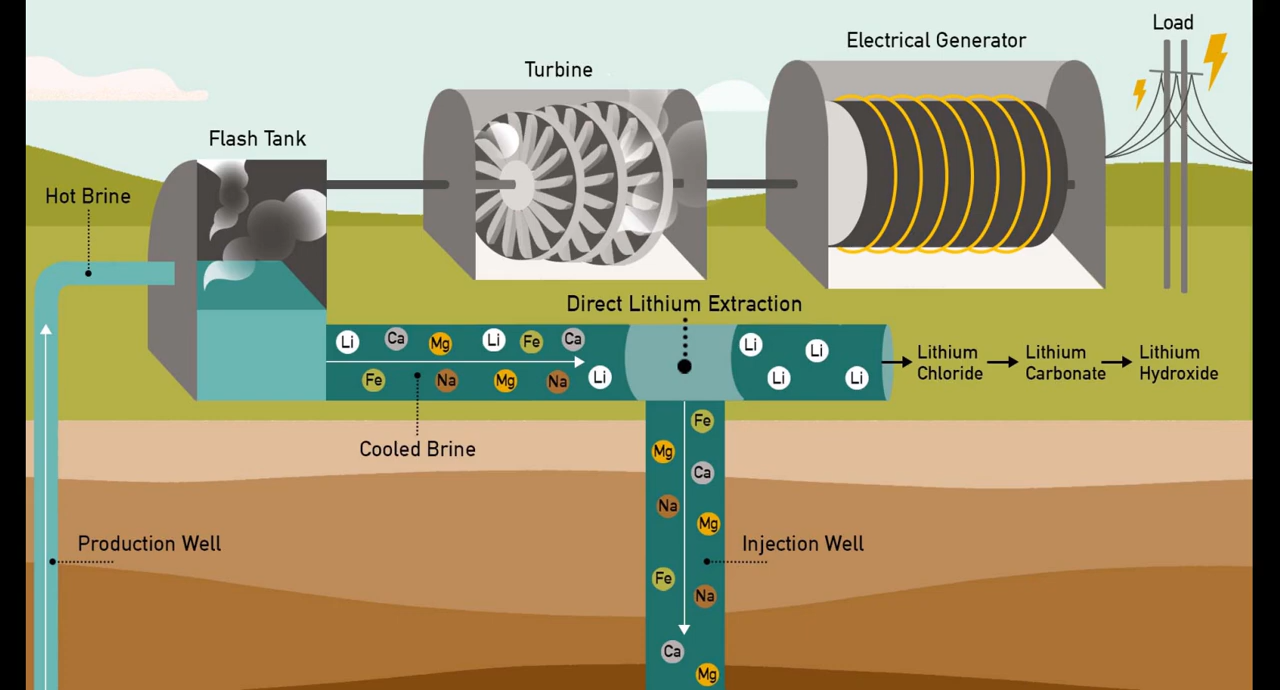 Load
Electrical Generator
Turbine
Flash Tank
Hot Brine
Direct Lithium Extraction
Li Ca Mg Li Fe Ca
Fe Na Mg Na Li
Li Li
Li Li
Lithium
Chloride
Lithium
Carbonate
Lithium
Hydroxide
Cooled Brine
Fe
Mg
Ca
Na
Mg
Production Well
Injection Well
Fe
Na
Ca
Mg